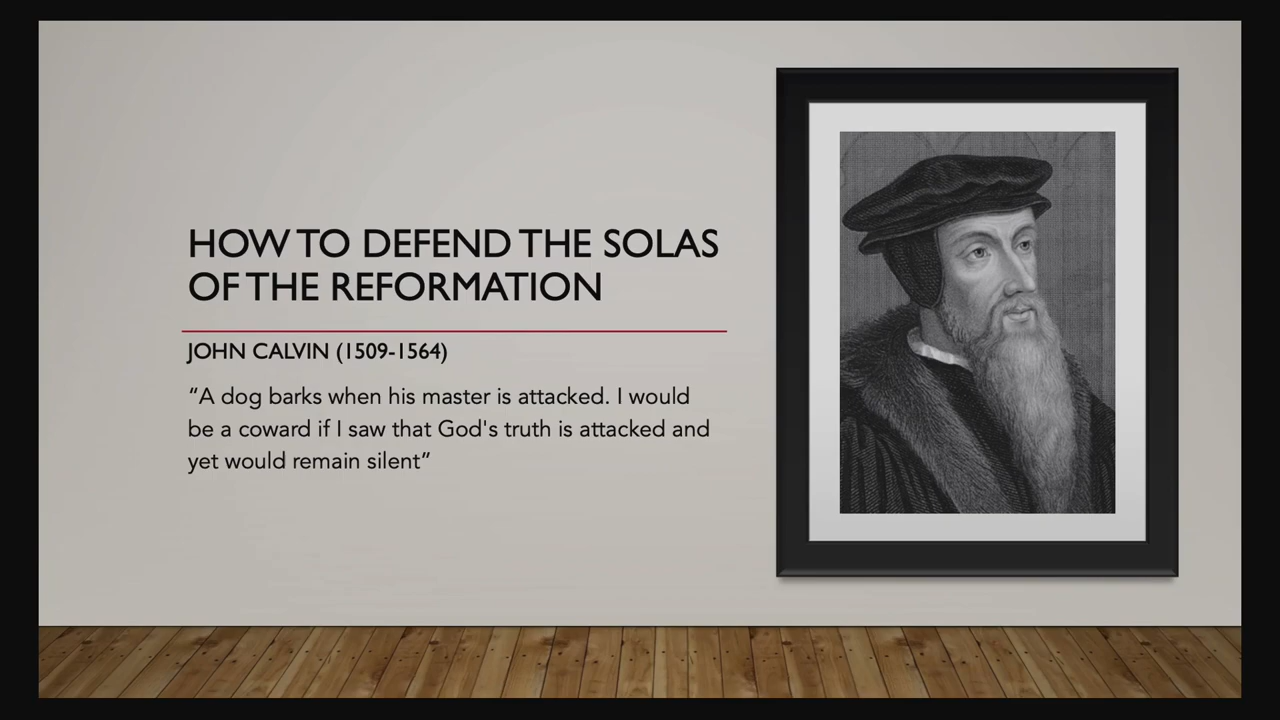 HOW TO DEFEND THE SOLAS
OF THE REFORMATION
JOHN CALVIN (1509-1564)
“A dog barks when his master is attacked. I would
be a coward if I saw that God's truth is attacked and
yet would remain silent”